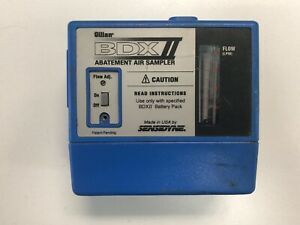 Gilian
BDX II
ABATEMENT AIR SAMPLER
FLOW
(LPM)
Flow Adj.
On
Off
Patent Pending
CAUTION
READ INSTRUCTIONS
Use only with specified
BDXII Battery Pack
Made in USA by
SENSIDYNE